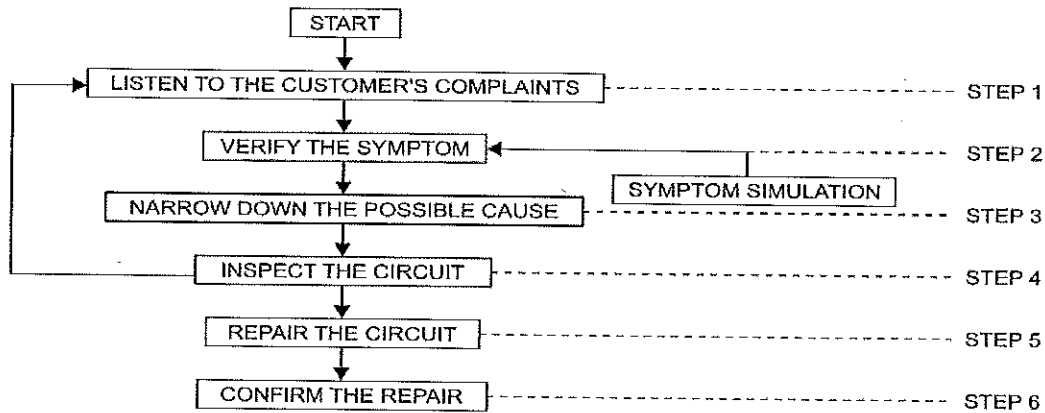 START
LISTEN TO THE CUSTOMER'S COMPLAINTS
STEP 1
VERIFY THE SYMPTOM
STEP 2
SYMPTOM SIMULATION
NARROW DOWN THE POSSIBLE CAUSE
STEP 3
INSPECT THE CIRCUIT
STEP 4
REPAIR THE CIRCUIT
STEP 5
CONFIRM THE REPAIR
STEP 6